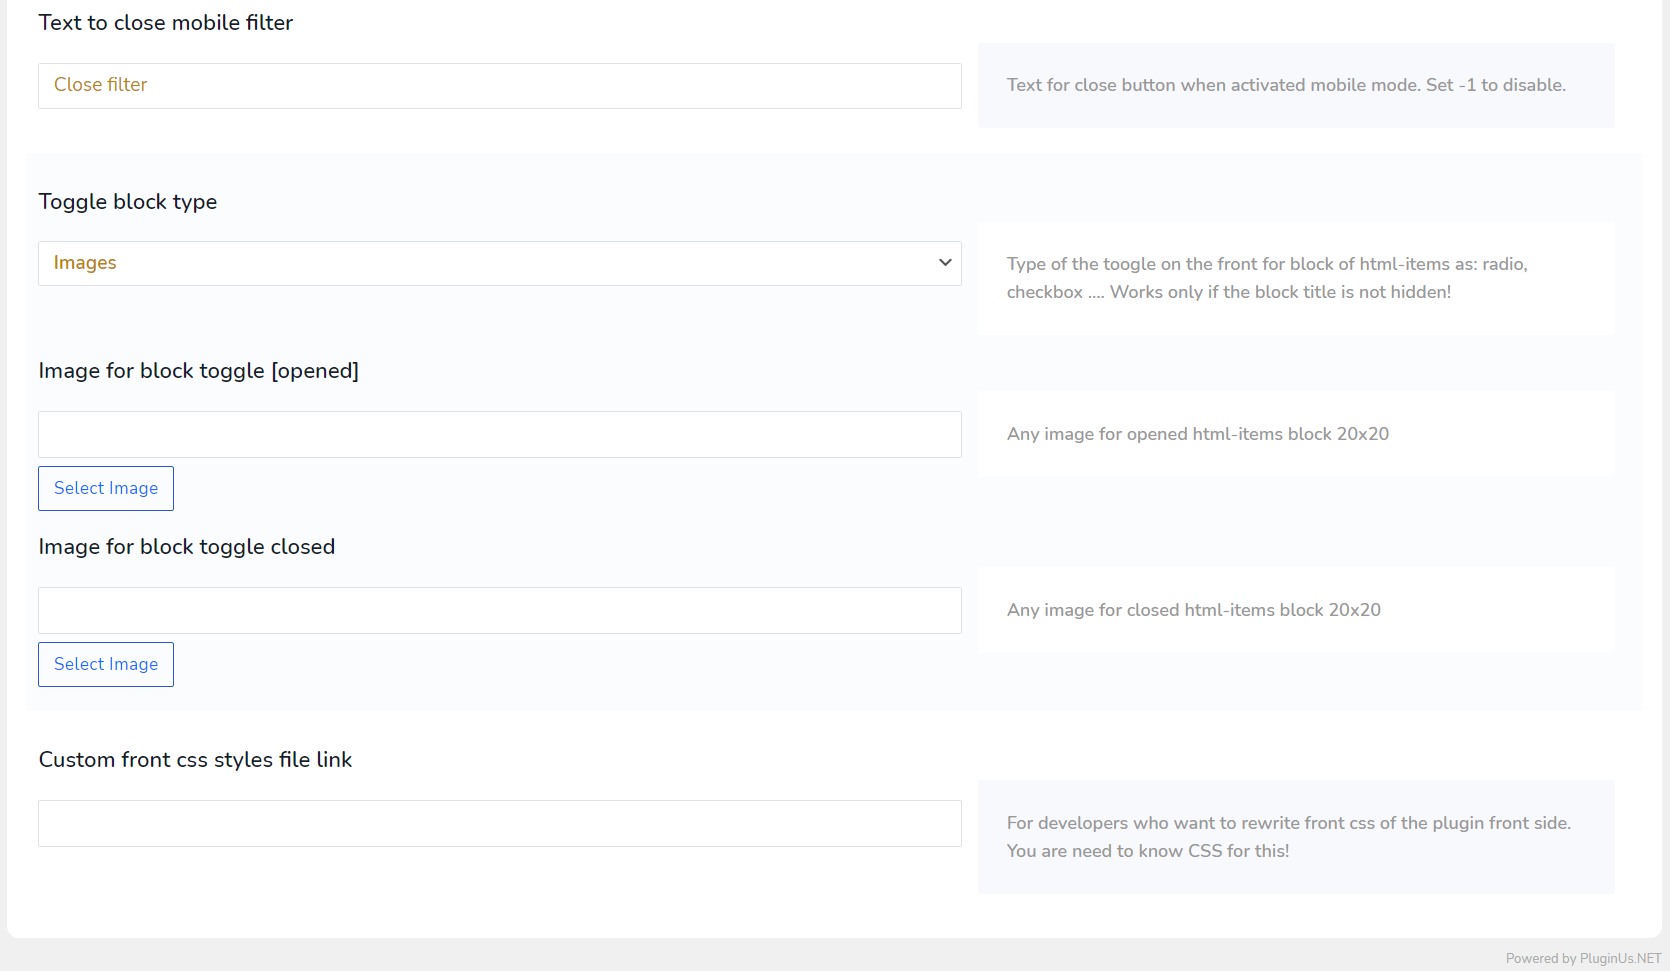 Text to close mobile filter
Close filter
Text for close button when activated mobile mode. Set -1 to disable.
Toggle block type
Images
Type of the toogle on the front for block of html-items as: radio,
checkbox .... Works only if the block title is not hidden!
Image for block toggle [opened]
Any image for opened html-items block 20x20
Select Image
Image for block toggle closed
Any image for closed html-items block 20x20
Select Image
Custom front css styles file link
For developers who want to rewrite front css of the plugin front side.
You are need to know CSS for this!
Powered by PluginUs.NET